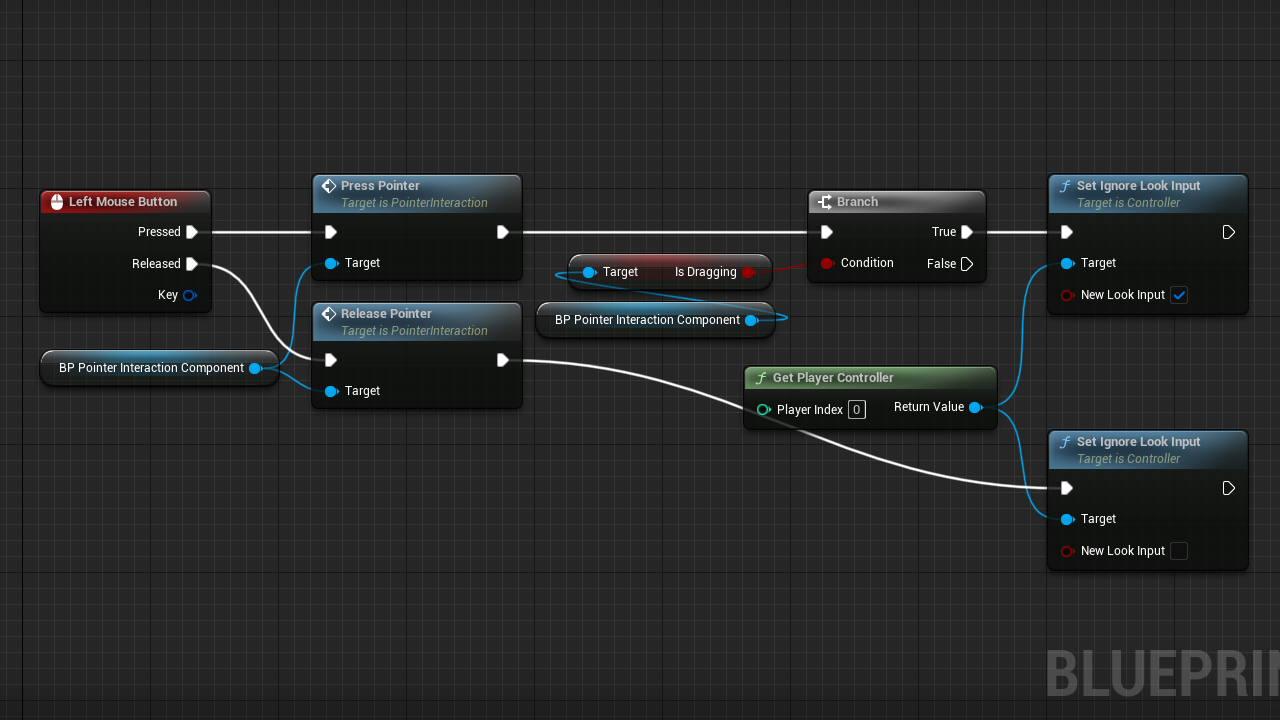 Left Mouse Button
Pressed
Released
Key
BP Pointer Interaction Component
Press Pointer
Target is PointerInteraction
Target
Release Pointer
Target is PointerInteraction
Target
Target Is Dragging
BP Pointer Interaction Component
Branch
True
Condition False
Get Player Controller
Player Index 0 Return Value
Set Ignore Look Input
Target is Controller
Target
New Look Input
Set Ignore Look Input
Target is Controller
Target
New Look Input